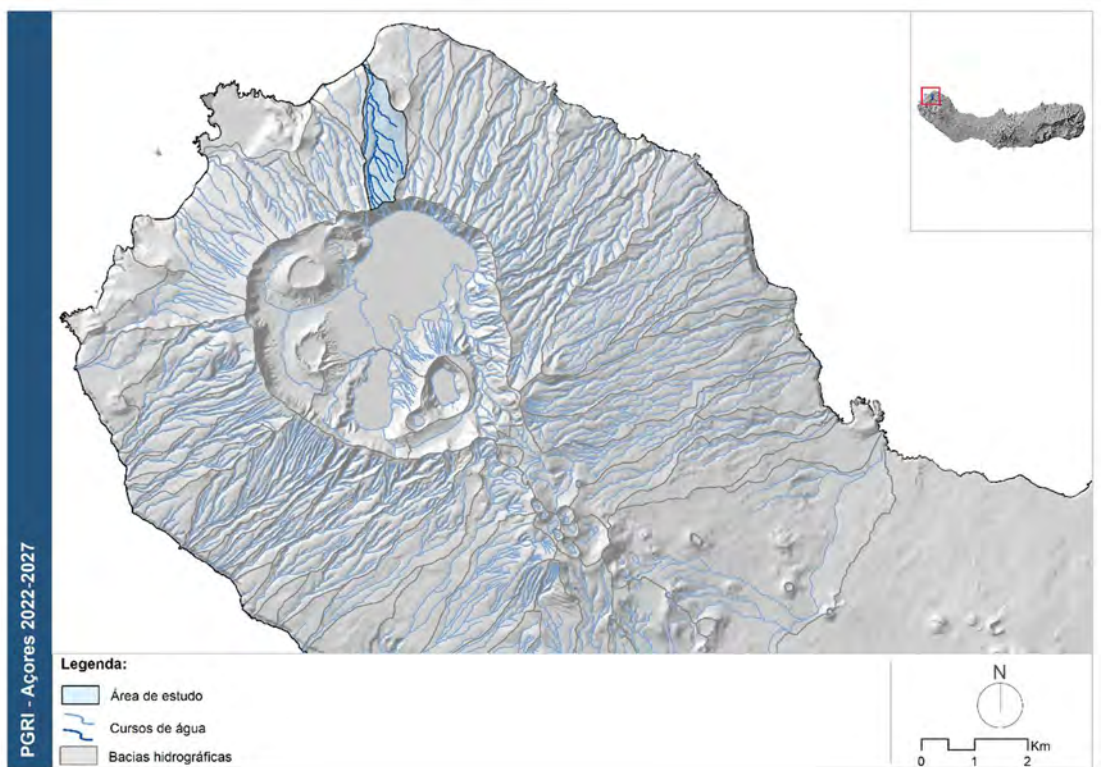 PGRI - Açores 2022-2027
Legenda:
Área de estudo
Cursos de água
Bacias hidrográficas
N
Km
0 1 2